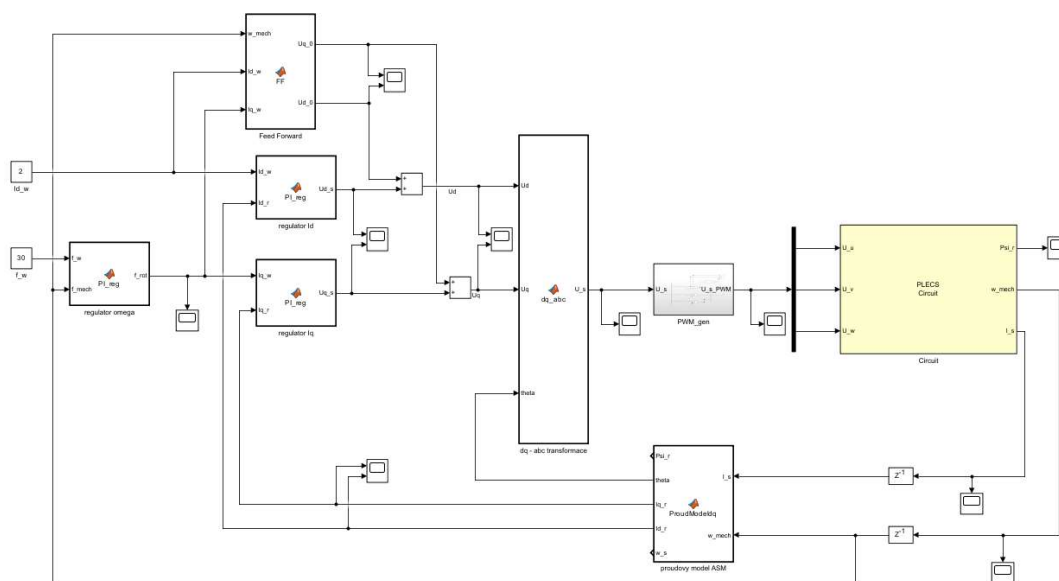 w_mech
Id_w
Iq_w
FF
Uq_0
Ud_0
Feed Forward
2
Id_w
Id_w
Id_r
PI_reg
Ud_s
regulator Id
30
f_w
f_w
f_mech
PI_reg
f_rot
regulator omega
Iq_w
Iq_r
PI_reg
Uq_s
regulator Iq
+
+
Ud
+
+
Uq
Ud
Uq
theta
dq_abc
U_s
dq - abc transformace
U_s
U_s_PWM
PWM_gen
U_u
U_v
U_w
PLECS
Circuit
Psi_r
w_mech
I_s
Circuit
Psi_r
theta
Iq_r
Id_r
w_s
ProudModeldq
I_s
w_mech
proudovy model ASM
Z-1
Z-1